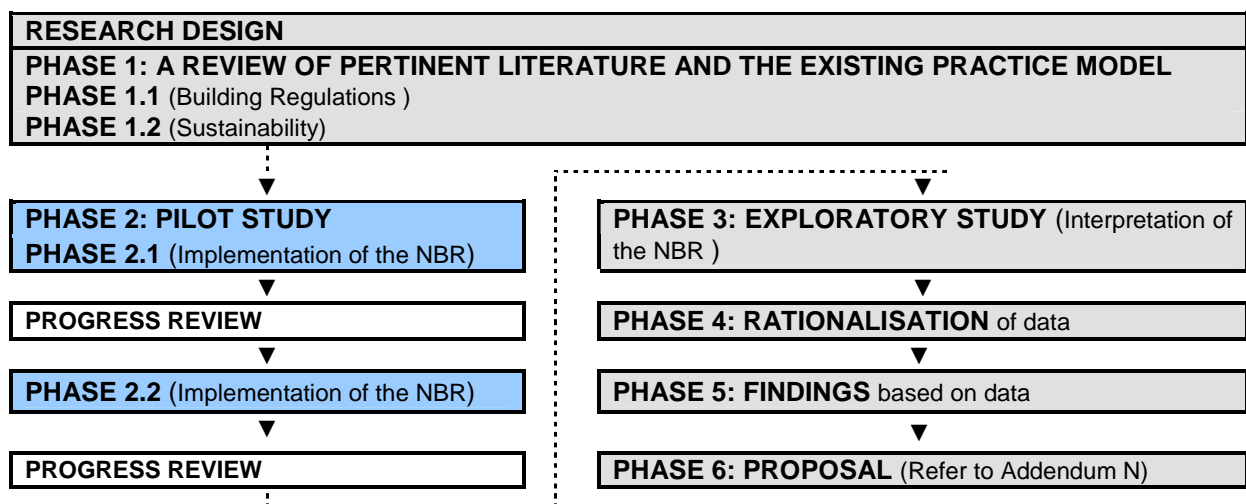 RESEARCH DESIGN
PHASE 1: A REVIEW OF PERTINENT LITERATURE AND THE EXISTING PRACTICE MODEL
PHASE 1.1 (Building Regulations )
PHASE 1.2 (Sustainability)
PHASE 2: PILOT STUDY
PHASE 2.1 (Implementation of the NBR)
PROGRESS REVIEW
PHASE 2.2 (Implementation of the NBR)
PROGRESS REVIEW
PHASE 3: EXPLORATORY STUDY (Interpretation of
the NBR )
PHASE 4: RATIONALISATION of data
PHASE 5: FINDINGS based on data
PHASE 6: PROPOSAL (Refer to Addendum N)